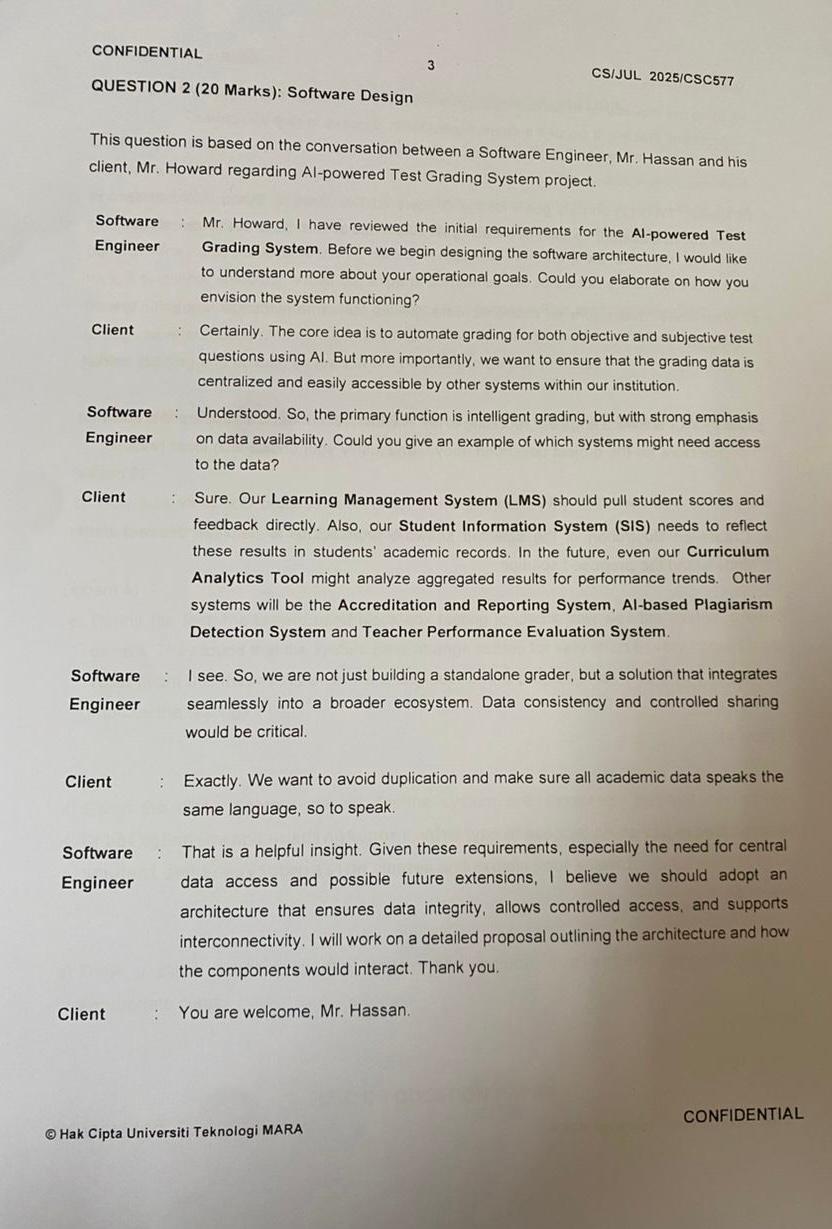 CONFIDENTIAL
3
CS/JUL 2025/CSC577
QUESTION 2 (20 Marks): Software Design
This question is based on the conversation between a Software Engineer, Mr. Hassan and his
client, Mr. Howard regarding AI-powered Test Grading System project.
Software : Mr. Howard, I have reviewed the initial requirements for the AI-powered Test
Engineer Grading System. Before we begin designing the software architecture, I would like
to understand more about your operational goals. Could you elaborate on how you
envision the system functioning?
Client : Certainly. The core idea is to automate grading for both objective and subjective test
questions using AI. But more importantly, we want to ensure that the grading data is
centralized and easily accessible by other systems within our institution.
Software : Understood. So, the primary function is intelligent grading, but with strong emphasis
Engineer on data availability. Could you give an example of which systems might need access
to the data?
Client : Sure. Our Learning Management System (LMS) should pull student scores and
feedback directly. Also, our Student Information System (SIS) needs to reflect
these results in students' academic records. In the future, even our Curriculum
Analytics Tool might analyze aggregated results for performance trends. Other
systems will be the Accreditation and Reporting System, AI-based Plagiarism
Detection System and Teacher Performance Evaluation System.
Software : I see. So, we are not just building a standalone grader, but a solution that integrates
Engineer seamlessly into a broader ecosystem. Data consistency and controlled sharing
would be critical.
Client : Exactly. We want to avoid duplication and make sure all academic data speaks the
same language, so to speak.
Software : That is a helpful insight. Given these requirements, especially the need for central
Engineer data access and possible future extensions, I believe we should adopt an
architecture that ensures data integrity, allows controlled access, and supports
interconnectivity. I will work on a detailed proposal outlining the architecture and how
the components would interact. Thank you.
Client : You are welcome, Mr. Hassan.
© Hak Cipta Universiti Teknologi MARA
CONFIDENTIAL